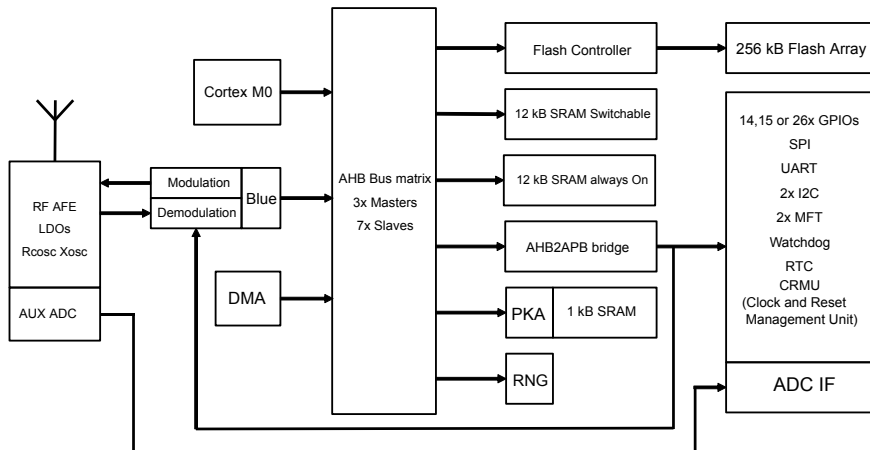 Flash Controller
256 kB Flash Array
Cortex M0
12 kB SRAM Switchable
14,15 or 26x GPIOs
SPI
UART
2x I2C
2x MFT
Watchdog
RTC
CRMU
(Clock and Reset
Management Unit)
Modulation
Demodulation
Blue
AHB Bus matrix
3x Masters
7x Slaves
12 kB SRAM always On
RF AFE
LDOs
Rcosc Xosc
AHB2APB bridge
DMA
AUX ADC
PKA
1 kB SRAM
RNG
ADC IF